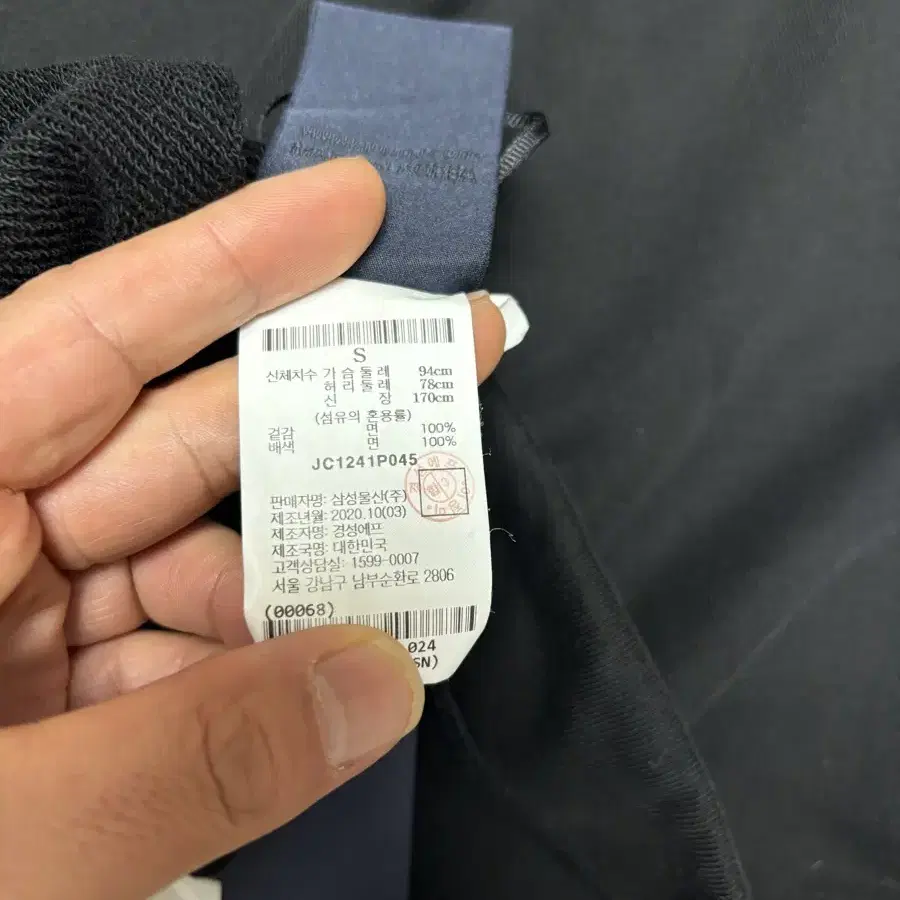 S
신체치수 가 슴 둘 레 94cm
허 리 둘 레 78cm
신 장 170cm
(섬유의 혼용률)
겉감 면 100%
배색 면 100%
JC1241P045
판매자명: 삼성물산(주)
제조년월: 2020.10(03)
제조자명: 경성에프
제조국명: 대한민국
고객상담실: 1599-0007
서울 강남구 남부순환로 2806
(00068)
024
SN)